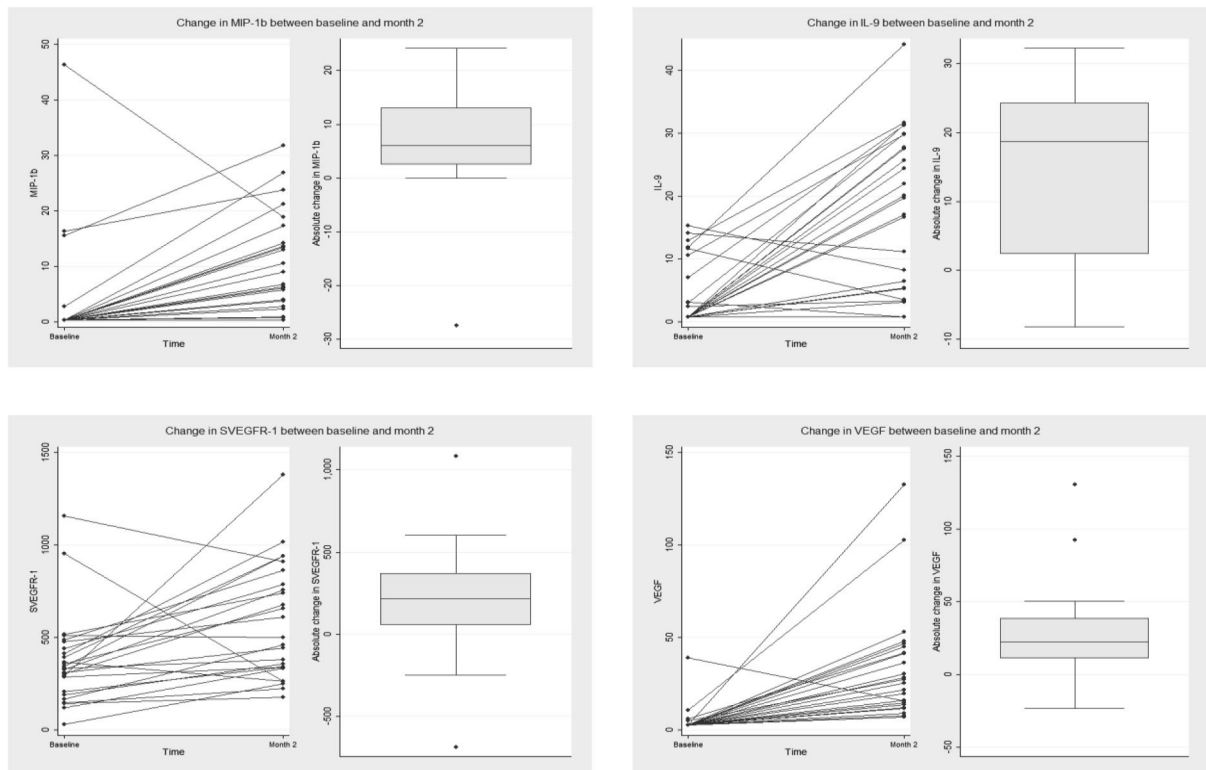 Change in MIP-1b between baseline and month 2
MIP-1b
50
40
30
20
10
0
Baseline
Month 2
Time
Absolute change in MIP-1b
20
10
0
-10
-20
-30
Change in IL-9 between baseline and month 2
IL-9
40
30
20
10
0
Baseline
Month 2
Time
Absolute change in IL-9
30
20
10
0
-10
Change in SVEGFR-1 between baseline and month 2
SVEGFR-1
1500
1000
500
0
Baseline
Month 2
Time
Absolute change in SVEGFR-1
1,000
500
0
-500
Change in VEGF between baseline and month 2
VEGF
150
100
50
0
Baseline
Month 2
Time
Absolute change in VEGF
150
100
50
0
-50